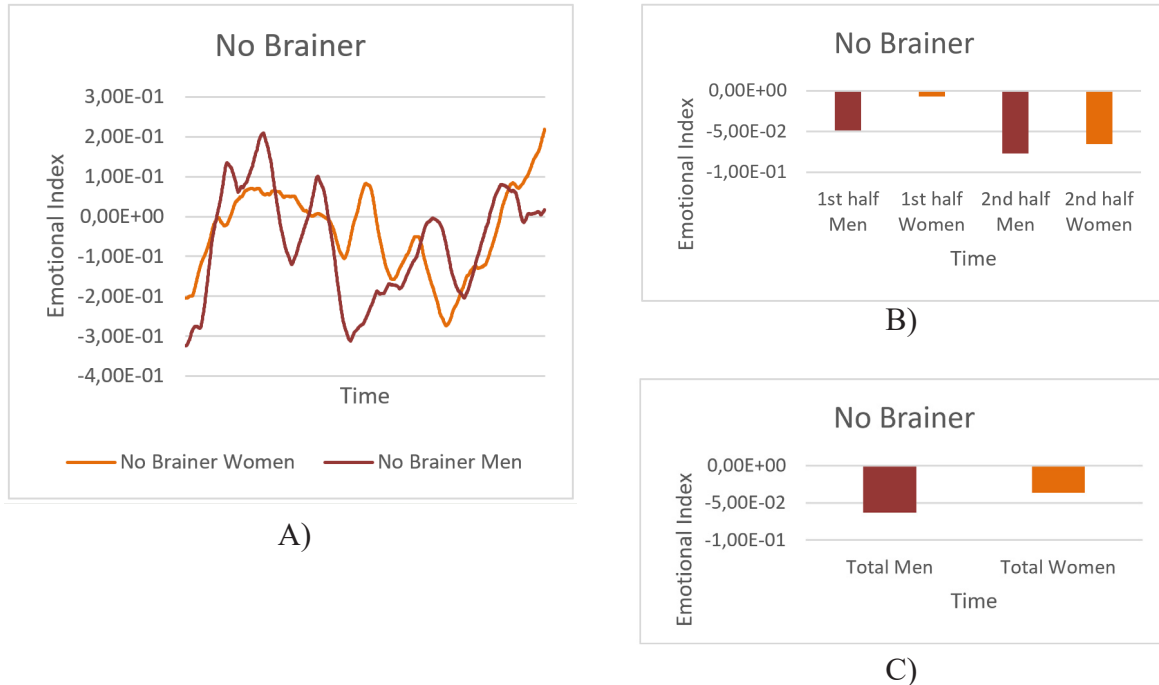 No Brainer
Emotional Index
3,00E-01
2,00E-01
1,00E-01
0,00E+00
-1,00E-01
-2,00E-01
-3,00E-01
-4,00E-01
Time
No Brainer Women
No Brainer Men
A)
No Brainer
Emotional Index
0,00E+00
-5,00E-02
-1,00E-01
1st half 1st half 2nd half 2nd half
Men Women Men Women
Time
B)
No Brainer
Emotional Index
0,00E+00
-5,00E-02
-1,00E-01
Total Men Total Women
Time
C)